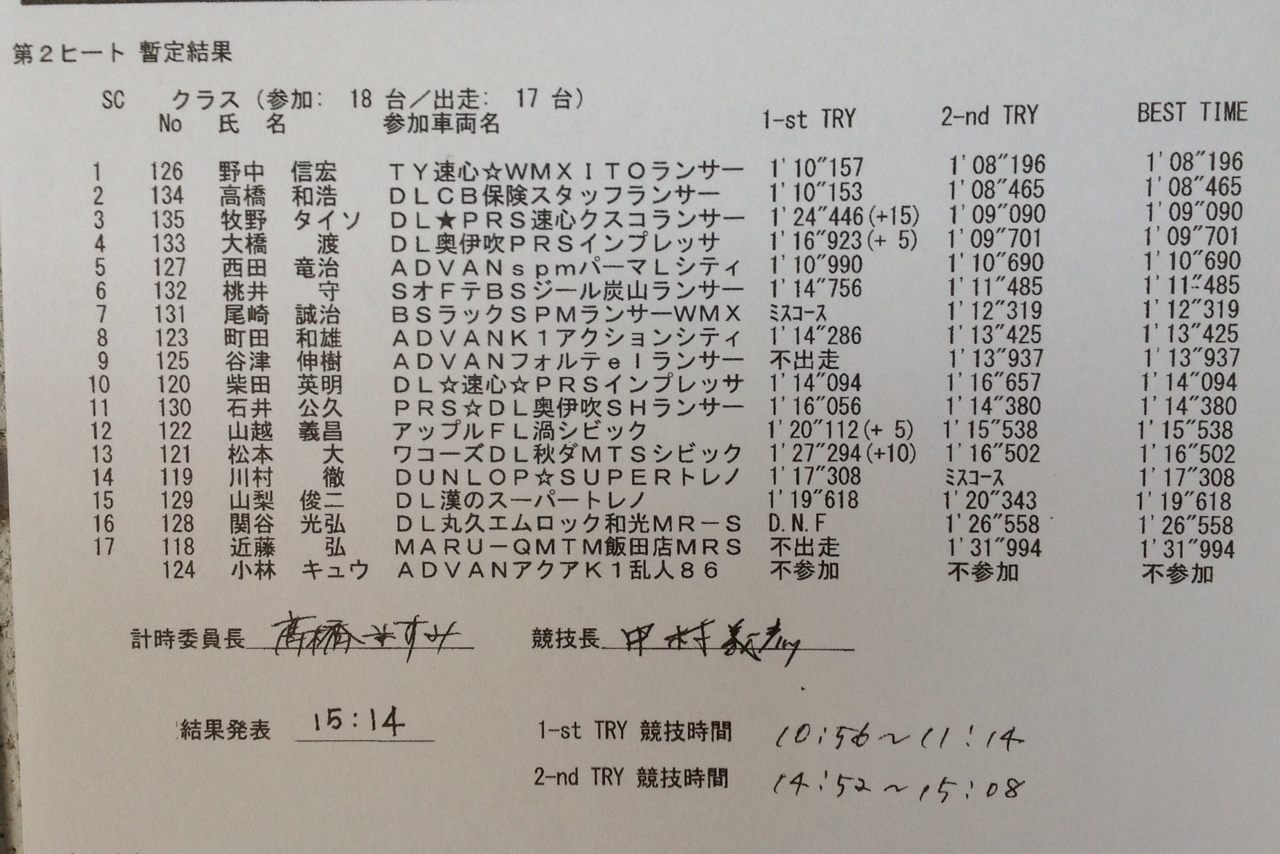 第2ヒート 暫定結果
SC クラス (参加: 18 台/出走: 17 台)
No 氏 名 参加車両名 1-st TRY 2-nd TRY BEST TIME
1 126 野中 信宏 TY速心☆WMXITOランサー 1'10"157 1'08"196 1'08"196
2 134 高橋 和浩 DLCB保険スタッフランサー 1'10"153 1'08"465 1'08"465
3 135 牧野 タイソ DL★PRS速心クスコランサー 1'24"446(+15) 1'09"090 1'09"090
4 133 大橋 渡 DL奥伊吹PRSインプレッサ 1'16"923(+ 5) 1'09"701 1'09"701
5 127 西田 竜治 ADVANspmパーマLシティ 1'10"990 1'10"690 1'10"690
6 132 桃井 守 SオFテBSジール炭山ランサー 1'14"756 1'11"485 1'11"485
7 131 尾崎 誠治 BSラックSPMランサーWMX ミスコース 1'12"319 1'12"319
8 123 町田 和雄 ADVANK1アクションシティ 1'14"286 1'13"425 1'13"425
9 125 谷津 伸樹 ADVANフォルテelランサー 不出走 1'13"937 1'13"937
10 120 柴田 英明 DL☆速心☆PRSインプレッサ 1'14"094 1'16"657 1'14"094
11 130 石井 公久 PRS☆DL奥伊吹SHランサー 1'16"056 1'14"380 1'14"380
12 122 山越 義昌 アップルFL渦シビック 1'20"112(+ 5) 1'15"538 1'15"538
13 121 松本 大 ワコーズDL秋ダMTSシビック 1'27"294(+10) 1'16"502 1'16"502
14 119 川村 徹 DUNLOP☆SUPERトレノ 1'17"308 ミスコース 1'17"308
15 129 山梨 俊二 DL漢のスーパートレノ 1'19"618 1'20"343 1'19"618
16 128 関谷 光弘 DL丸久エムロック和光MR−S D.N.F 1'26"558 1'26"558
17 118 近藤 弘 MARU−QMTM飯田店MRS 不出走 1'31"994 1'31"994
124 小林 キュウ ADVANアクアK1乱人86 不参加 不参加 不参加
計時委員長 高橋ますみ 競技長 中村
結果発表 15:14
1-st TRY 競技時間 10:56〜11:14
2-nd TRY 競技時間 14:52〜15:08